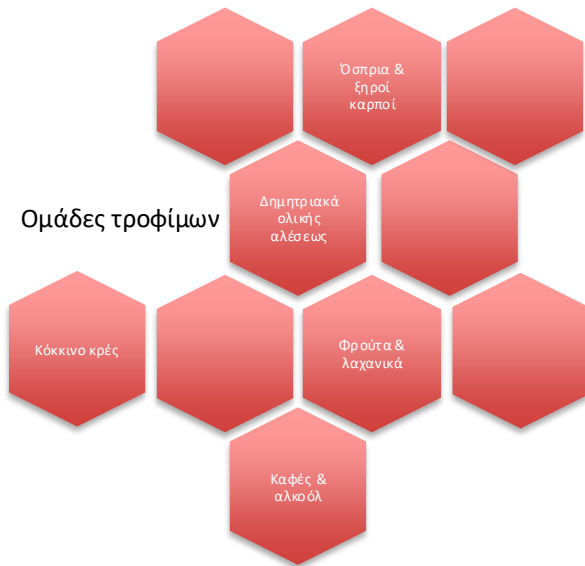 Όσπρια &
ξηροί
καρποί
Δημητριακά
ολικής
αλέσεως
Ομάδες τροφίμων
Κόκκινο κρές
Φρούτα &
λαχανικά
Καφές &
αλκοόλ